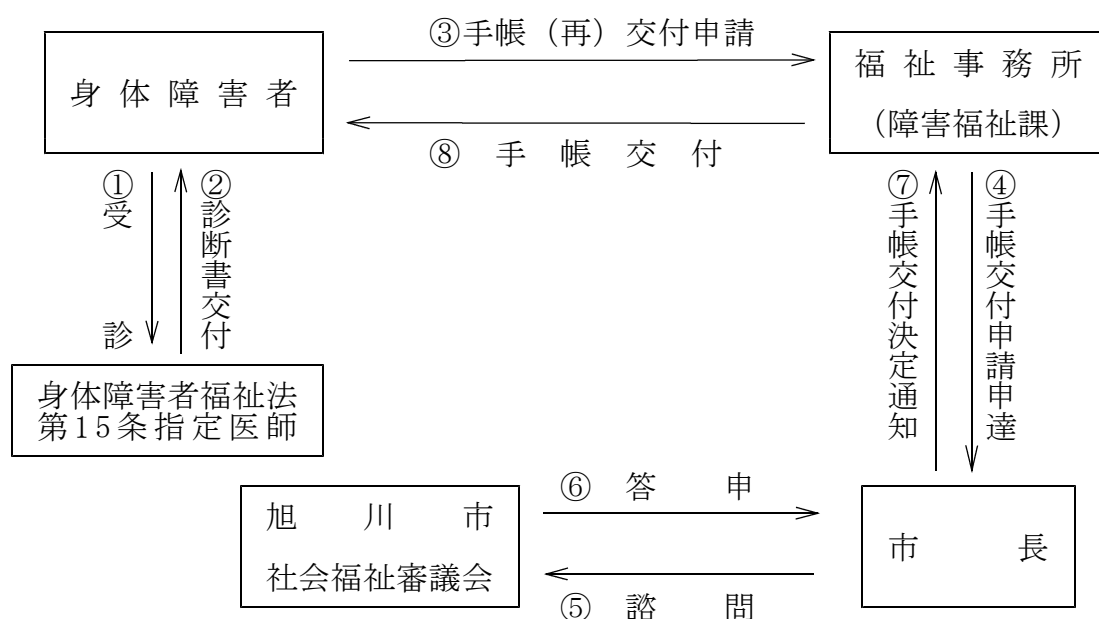 ③手帳（再）交付申請
身体障害者
福祉事務所
（障害福祉課）
⑧手帳交付
①受診
②診断書交付
⑦手帳交付決定通知
④手帳交付申請申達
身体障害者福祉法
第15条指定医師
旭川市
社会福祉審議会
⑥答申
⑤諮問
市長